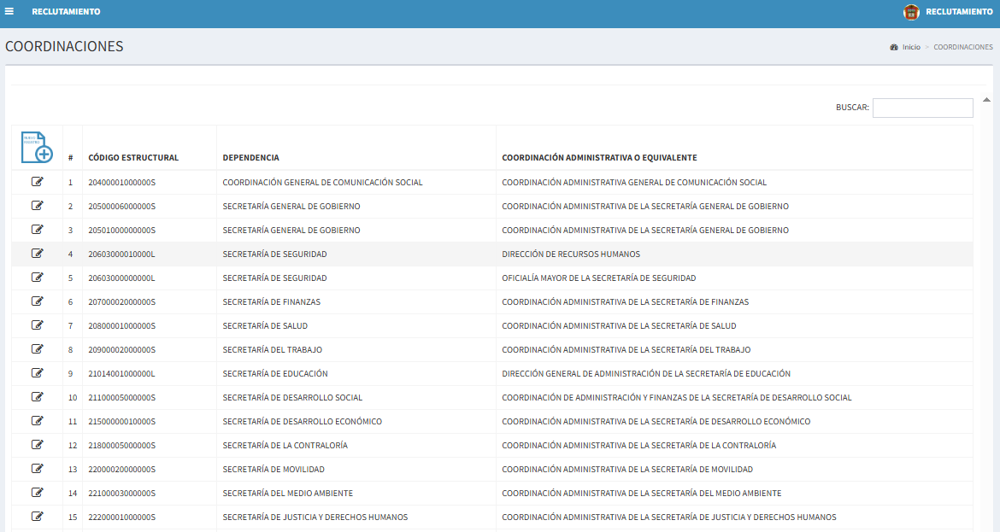 RECLUTAMIENTO
RECLUTAMIENTO
COORDINACIONES
Inicio > COORDINACIONES
BUSCAR:
NUEVO
REGISTRO
# CÓDIGO ESTRUCTURAL DEPENDENCIA COORDINACIÓN ADMINISTRATIVA O EQUIVALENTE
1 20400001000000S COORDINACIÓN GENERAL DE COMUNICACIÓN SOCIAL COORDINACIÓN ADMINISTRATIVA GENERAL DE COMUNICACIÓN SOCIAL
2 20500006000000S SECRETARÍA GENERAL DE GOBIERNO COORDINACIÓN ADMINISTRATIVA DE LA SECRETARÍA GENERAL DE GOBIERNO
3 20501000000000S SECRETARÍA GENERAL DE GOBIERNO COORDINACIÓN ADMINISTRATIVA DE LA SECRETARÍA GENERAL DE GOBIERNO
4 20603000010000L SECRETARÍA DE SEGURIDAD DIRECCIÓN DE RECURSOS HUMANOS
5 20603000000000L SECRETARÍA DE SEGURIDAD OFICIALÍA MAYOR DE LA SECRETARÍA DE SEGURIDAD
6 20700002000000S SECRETARÍA DE FINANZAS COORDINACIÓN ADMINISTRATIVA DE LA SECRETARÍA DE FINANZAS
7 20800001000000S SECRETARÍA DE SALUD COORDINACIÓN ADMINISTRATIVA DE LA SECRETARÍA DE SALUD
8 20900002000000S SECRETARÍA DEL TRABAJO COORDINACIÓN ADMINISTRATIVA DE LA SECRETARÍA DEL TRABAJO
9 21014001000000L SECRETARÍA DE EDUCACIÓN DIRECCIÓN GENERAL DE ADMINISTRACIÓN DE LA SECRETARÍA DE EDUCACIÓN
10 21100005000000S SECRETARÍA DE DESARROLLO SOCIAL COORDINACIÓN DE ADMINISTRACIÓN Y FINANZAS DE LA SECRETARÍA DE DESARROLLO SOCIAL
11 21500000010000S SECRETARÍA DE DESARROLLO ECONÓMICO COORDINACIÓN ADMINISTRATIVA DE LA SECRETARÍA DE DESARROLLO ECONÓMICO
12 21800005000000S SECRETARÍA DE LA CONTRALORÍA COORDINACIÓN ADMINISTRATIVA DE LA SECRETARÍA DE LA CONTRALORÍA
13 22000020000000S SECRETARÍA DE MOVILIDAD COORDINACIÓN ADMINISTRATIVA DE LA SECRETARÍA DE MOVILIDAD
14 22100003000000S SECRETARÍA DEL MEDIO AMBIENTE COORDINACIÓN ADMINISTRATIVA DE LA SECRETARÍA DEL MEDIO AMBIENTE
15 22200001000000S SECRETARÍA DE JUSTICIA Y DERECHOS HUMANOS COORDINACIÓN ADMINISTRATIVA DE LA SECRETARÍA DE JUSTICIA Y DERECHOS HUMANOS